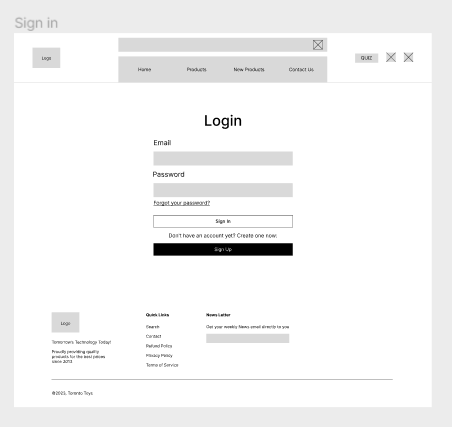 Sign in
Logo
QUIZ
Home
Products
New Products
Contact Us
Login
Email
Password
Forget your password?
Sign In
Don't have an account yet? Create one now!
Sign Up
Logo
Tomorrow's Technology Today!
Proudly providing quality
products for the best prices
since 2013
Quick Links
Search
Contact
Refund Policy
Privacy Policy
Terms of Service
News Letter
Get your weekly News email directly to you
©2023, Toronto Toys